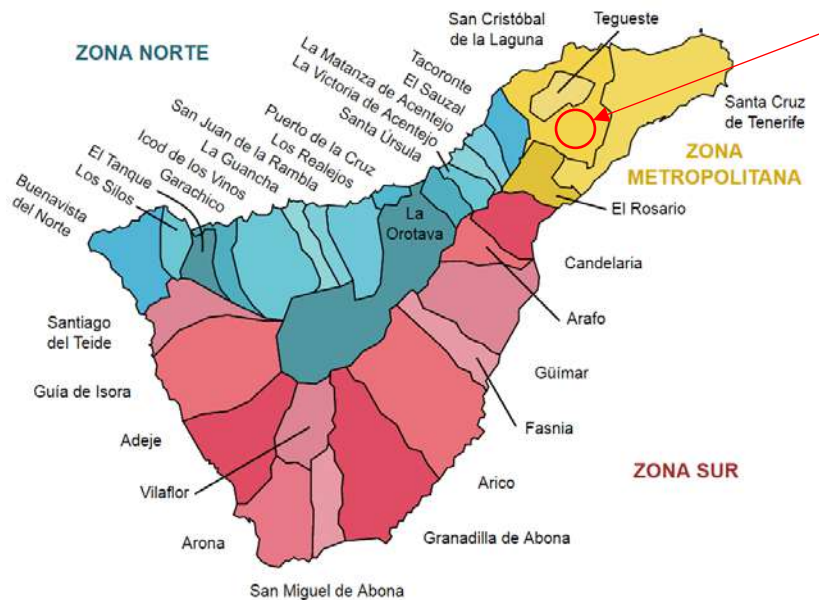 San Cristóbal
de la Laguna
Tegueste
ZONA NORTE
Tacoronte
El Sauzal
La Matanza de Acentejo
La Victoria de Acentejo
Santa Úrsula
Puerto de la Cruz
Los Realejos
San Juan de la Rambla
La Guancha
Icod de los Vinos
Garachico
El Tanque
Los Silos
Buenavista
del Norte
Santa Cruz
de Tenerife
ZONA
METROPOLITANA
El Rosario
La
Orotava
Candelaria
Arafo
Santiago
del Teide
Güímar
Guía de Isora
Fasnia
Adeje
ZONA SUR
Vilaflor
Arico
Arona
Granadilla de Abona
San Miguel de Abona